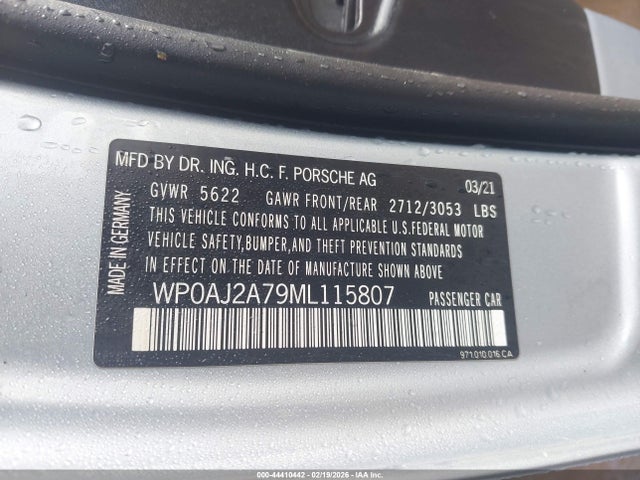 MFD BY DR. ING. H.C. F. PORSCHE AG 03/21
GVWR 5622 GAWR FRONT/REAR 2712/3053 LBS
THIS VEHICLE CONFORMS TO ALL APPLICABLE U.S.FEDERAL MOTOR
VEHICLE SAFETY,BUMPER,AND THEFT PREVENTION STANDARDS
IN EFFECT ON THE DATE OF MANUFACTURE SHOWN ABOVE.
WP0AJ2A79ML115807 PASSENGER CAR
971.010.016 CA
MADE IN GERMANY
000-44410442 - 02/19/2026 - IAAI.COM